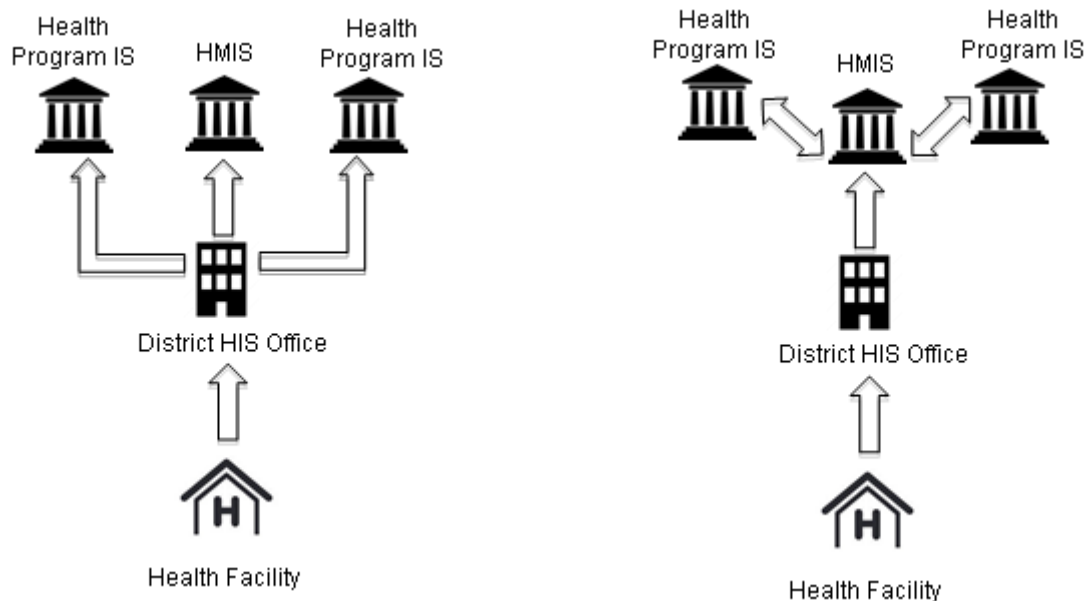 Health
Program IS
HMIS
Health
Program IS
District HIS Office
H
Health Facility
Health
Program IS
HMIS
Health
Program IS
District HIS Office
H
Health Facility